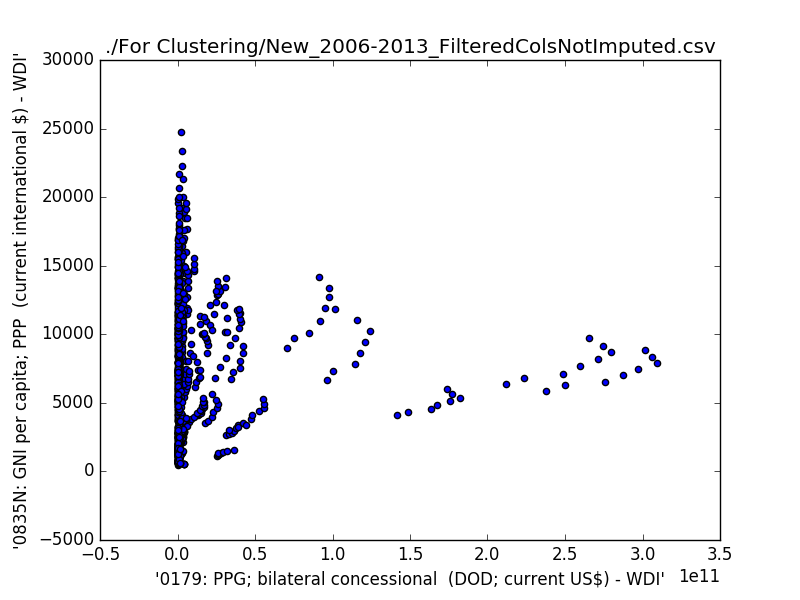 ./For Clustering/New_2006-2013_FilteredColsNotImputed.csv
'0835N: GNI per capita; PPP  (current international $) - WDI'
30000
25000
20000
15000
10000
5000
0
−5000
−0.5 0.0 0.5 1.0 1.5 2.0 2.5 3.0 3.5
1e11
'0179: PPG; bilateral concessional  (DOD; current US$) - WDI'